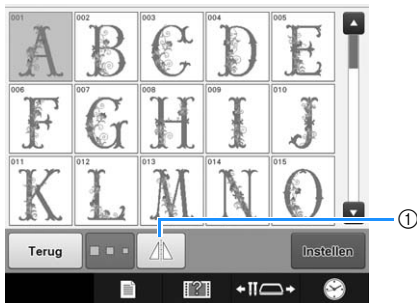 001 002 003 004 005
A B C D E
006 007 008 009 010
F G H I J
011 012 013 014 015
K L M N O
①
Terug Instellen
?